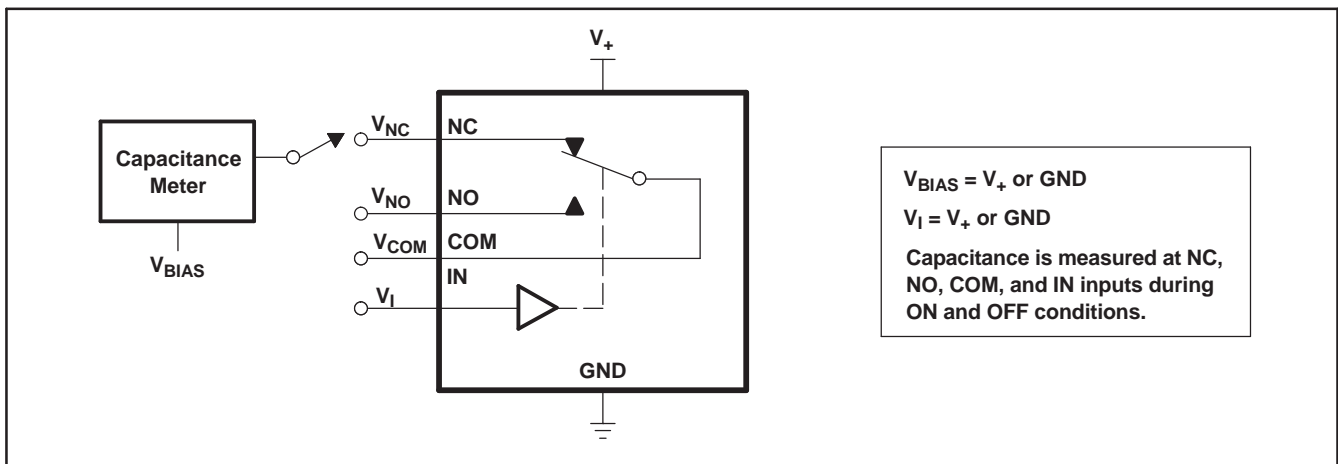 V+
Capacitance
Meter
VBIAS
VNC
NC
VNO
NO
VCOM
COM
IN
VI
GND
VBIAS = V+ or GND
VI = V+ or GND
Capacitance is measured at NC,
NO, COM, and IN inputs during
ON and OFF conditions.